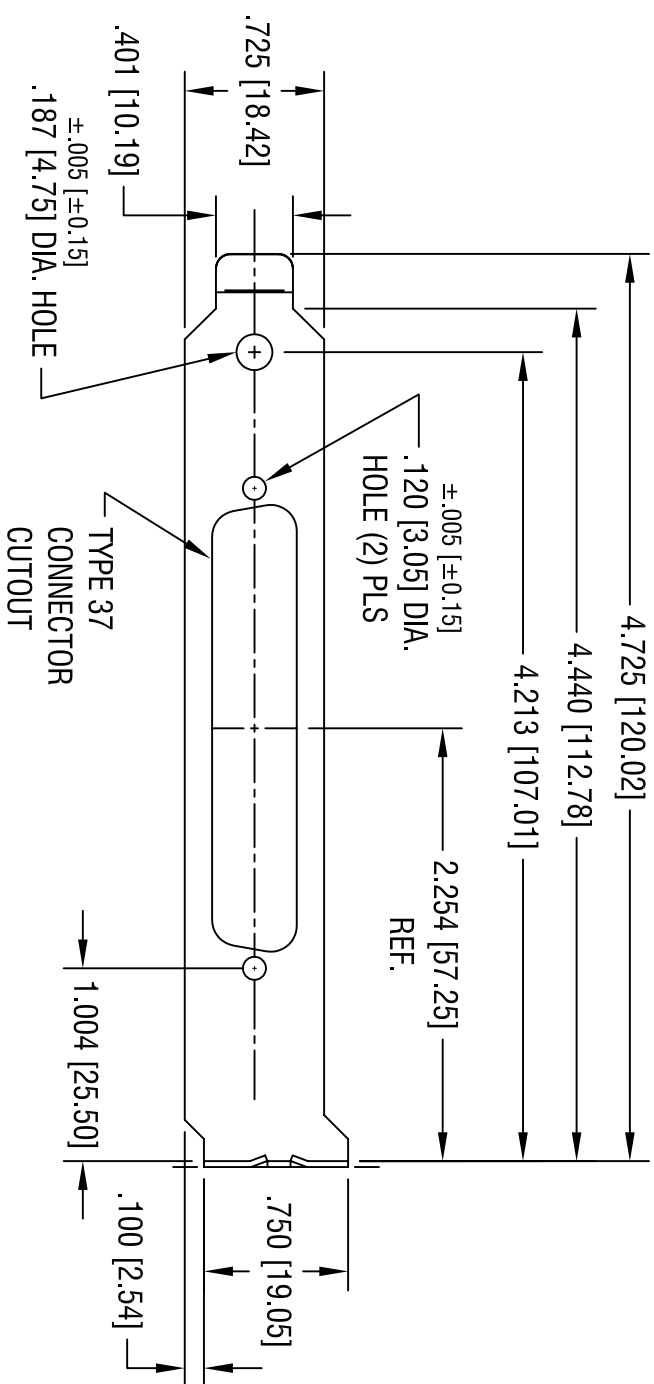 4.725 [120.02]
4.440 [112.78]
4.213 [107.01]
2.254 [57.25]
REF.
1.004 [25.50]
.750 [19.05]
.100 [2.54]
.725 [18.42]
.401 [10.19]
±.005 [±0.15]
.187 [4.75] DIA. HOLE
±.005 [±0.15]
.120 [3.05] DIA.
HOLE (2) PLS
TYPE 37
CONNECTOR
CUTOUT